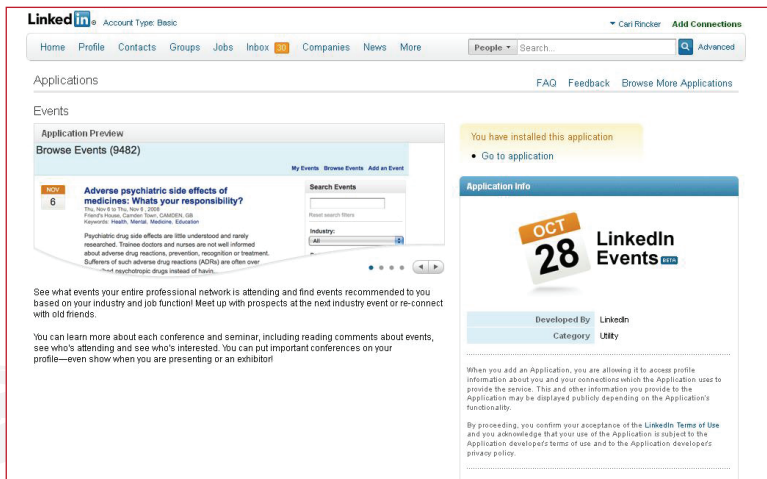 Linked in® Account Type: Basic
Cari Rincker Add Connections
Home Profile Contacts Groups Jobs Inbox 30 Companies News More
People Search... Advanced
Applications
FAQ Feedback Browse More Applications
Events
Application Preview
Browse Events (9482)
My Events Browse Events Add an Event
NOV
6
Adverse psychiatric side effects of
medicines: Whats your responsibility?
Thu, Nov 6 to Thu, Nov 6, 2008
Friend's House, Camden Town, CAMDEN, GB
Keywords: Health, Mental, Medicine, Education
Psychiatric drug side effects are little understood and rarely
researched. Trainee doctors and nurses are not well informed
about adverse drug reactions, prevention, recognition or treatment.
Sufferers of such adverse drug reactions (ADRs) are often over
psychotropic drugs instead of havin...
Search Events
Reset search filters
Industry:
All
You have installed this application
• Go to application
Application Info
OCT
28
LinkedIn
Events BETA
Developed By LinkedIn
Category Utility
See what events your entire professional network is attending and find events recommended to you
based on your industry and job function! Meet up with prospects at the next industry event or re-connect
with old friends.
You can learn more about each conference and seminar, including reading comments about events,
see who's attending and see who's interested. You can put important conferences on your
profile—even show when you are presenting or an exhibitor!
When you add an Application, you are allowing it to access profile
information about you and your connections which the Application uses to
provide the service. This and other information you provide to the
Application may be displayed publicly depending on the Application's
functionality.
By proceeding, you confirm your acceptance of the LinkedIn Terms of Use
and you acknowledge that your use of the Application is subject to the
Application developer's terms of use and to the Application developer's
privacy policy.